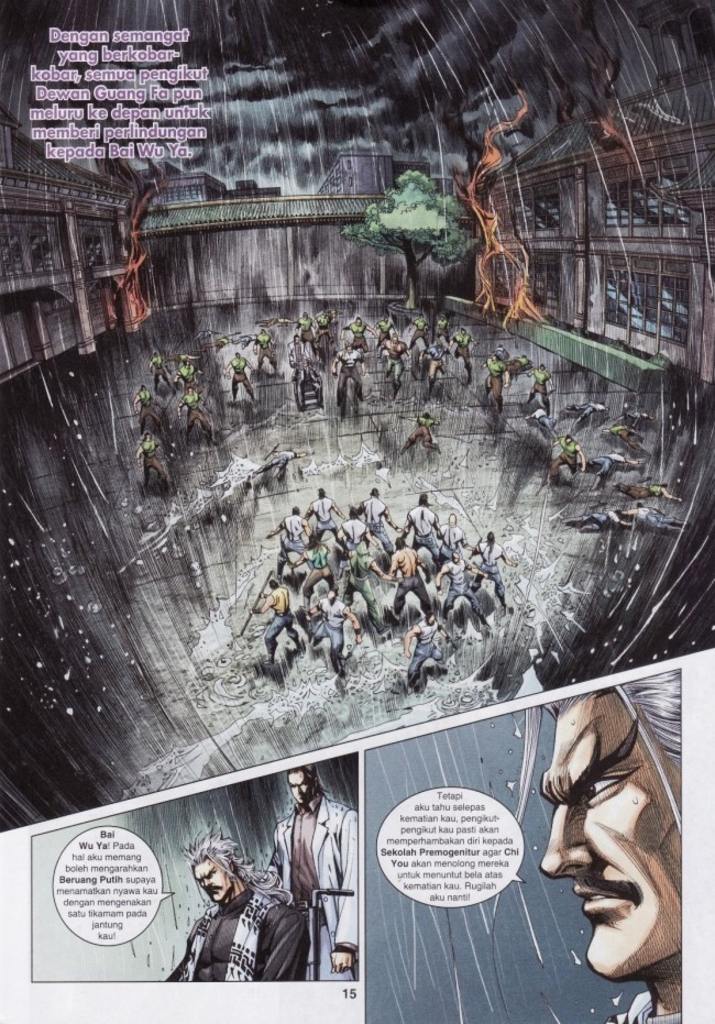 Dengan semangat
yang berkobar-
kobar, semua pengikut
Dewan Guang Fa pun
meluru ke depan untuk
memberi perlindungan
kepada Bai Wu Ya.
Bai
Wu Ya! Pada
hal aku memang
boleh mengarahkan
Beruang Putih supaya
menamatkan nyawa kau
dengan mengenakan
satu tikaman pada
jantung
kau!
Tetapi
aku tahu selepas
kematian kau, pengikut-
pengikut kau pasti akan
memperhambakan diri kepada
Sekolah Premogenitur agar Chi
You akan menolong mereka
untuk menuntut bela atas
kematian kau. Rugilah
aku nanti!
15